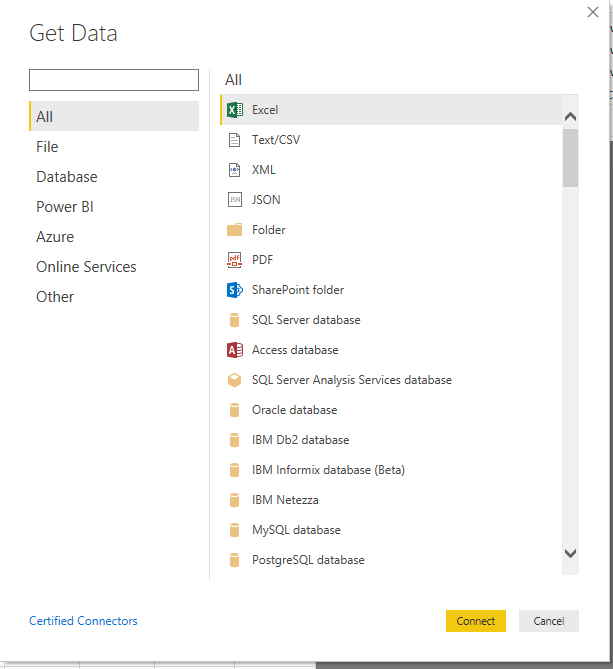 Get Data
All
File
Database
Power BI
Azure
Online Services
Other
All
Excel
Text/CSV
XML
JSON
Folder
PDF
SharePoint folder
SQL Server database
Access database
SQL Server Analysis Services database
Oracle database
IBM Db2 database
IBM Informix database (Beta)
IBM Netezza
MySQL database
PostgreSQL database
Certified Connectors
Connect
Cancel